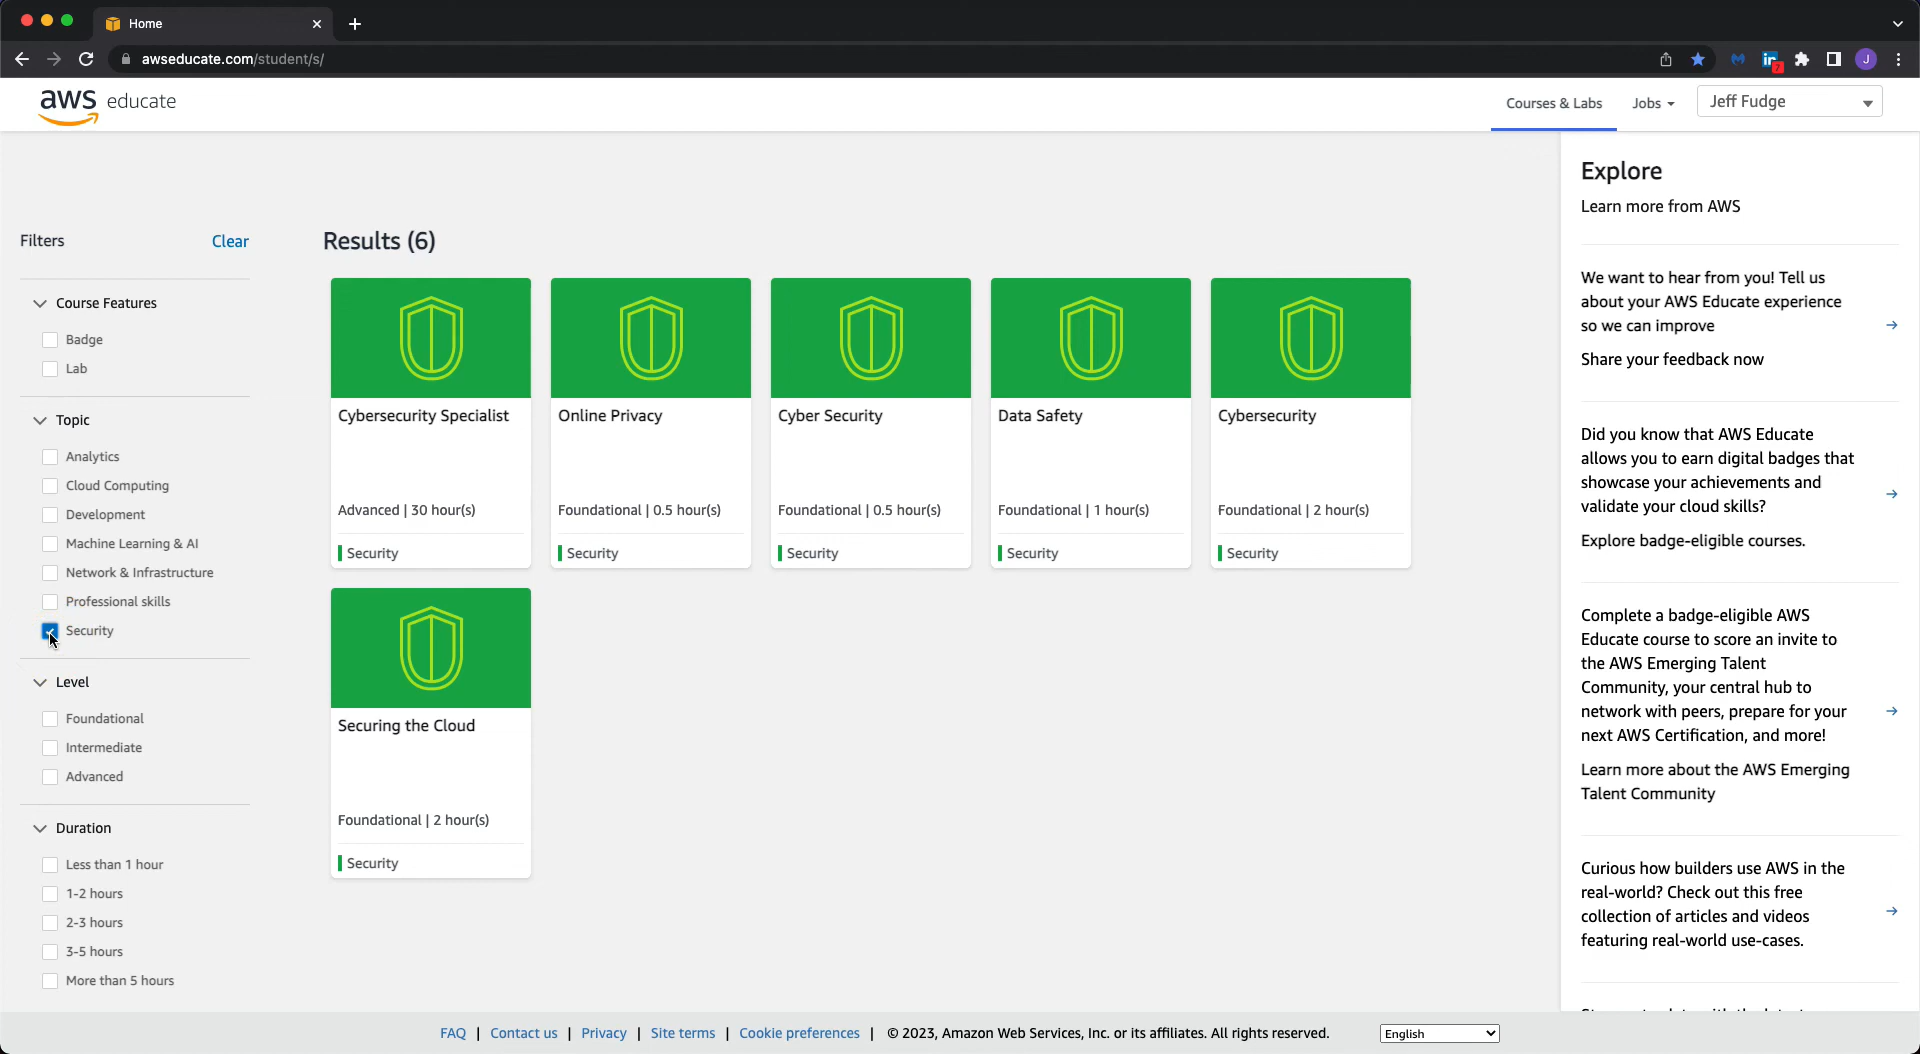 Home
awseducate.com/student/s/
7
J
aws educate
Courses & Labs
Jobs
Jeff Fudge
Filters
Clear
Course Features
Badge
Lab
Topic
Analytics
Cloud Computing
Development
Machine Learning & AI
Network & Infrastructure
Professional skills
Security
Level
Foundational
Intermediate
Advanced
Duration
Less than 1 hour
1-2 hours
2-3 hours
3-5 hours
More than 5 hours
Results (6)
Cybersecurity Specialist
Advanced | 30 hour(s)
Security
Online Privacy
Foundational | 0.5 hour(s)
Security
Cyber Security
Foundational | 0.5 hour(s)
Security
Data Safety
Foundational | 1 hour(s)
Security
Cybersecurity
Foundational | 2 hour(s)
Security
Securing the Cloud
Foundational | 2 hour(s)
Security
Explore
Learn more from AWS
We want to hear from you! Tell us
about your AWS Educate experience
so we can improve
Share your feedback now
Did you know that AWS Educate
allows you to earn digital badges that
showcase your achievements and
validate your cloud skills?
Explore badge-eligible courses.
Complete a badge-eligible AWS
Educate course to score an invite to
the AWS Emerging Talent
Community, your central hub to
network with peers, prepare for your
next AWS Certification, and more!
Learn more about the AWS Emerging
Talent Community
Curious how builders use AWS in the
real-world? Check out this free
collection of articles and videos
featuring real-world use-cases.
FAQ | Contact us | Privacy | Site terms | Cookie preferences | © 2023, Amazon Web Services, Inc. or its affiliates. All rights reserved.
English